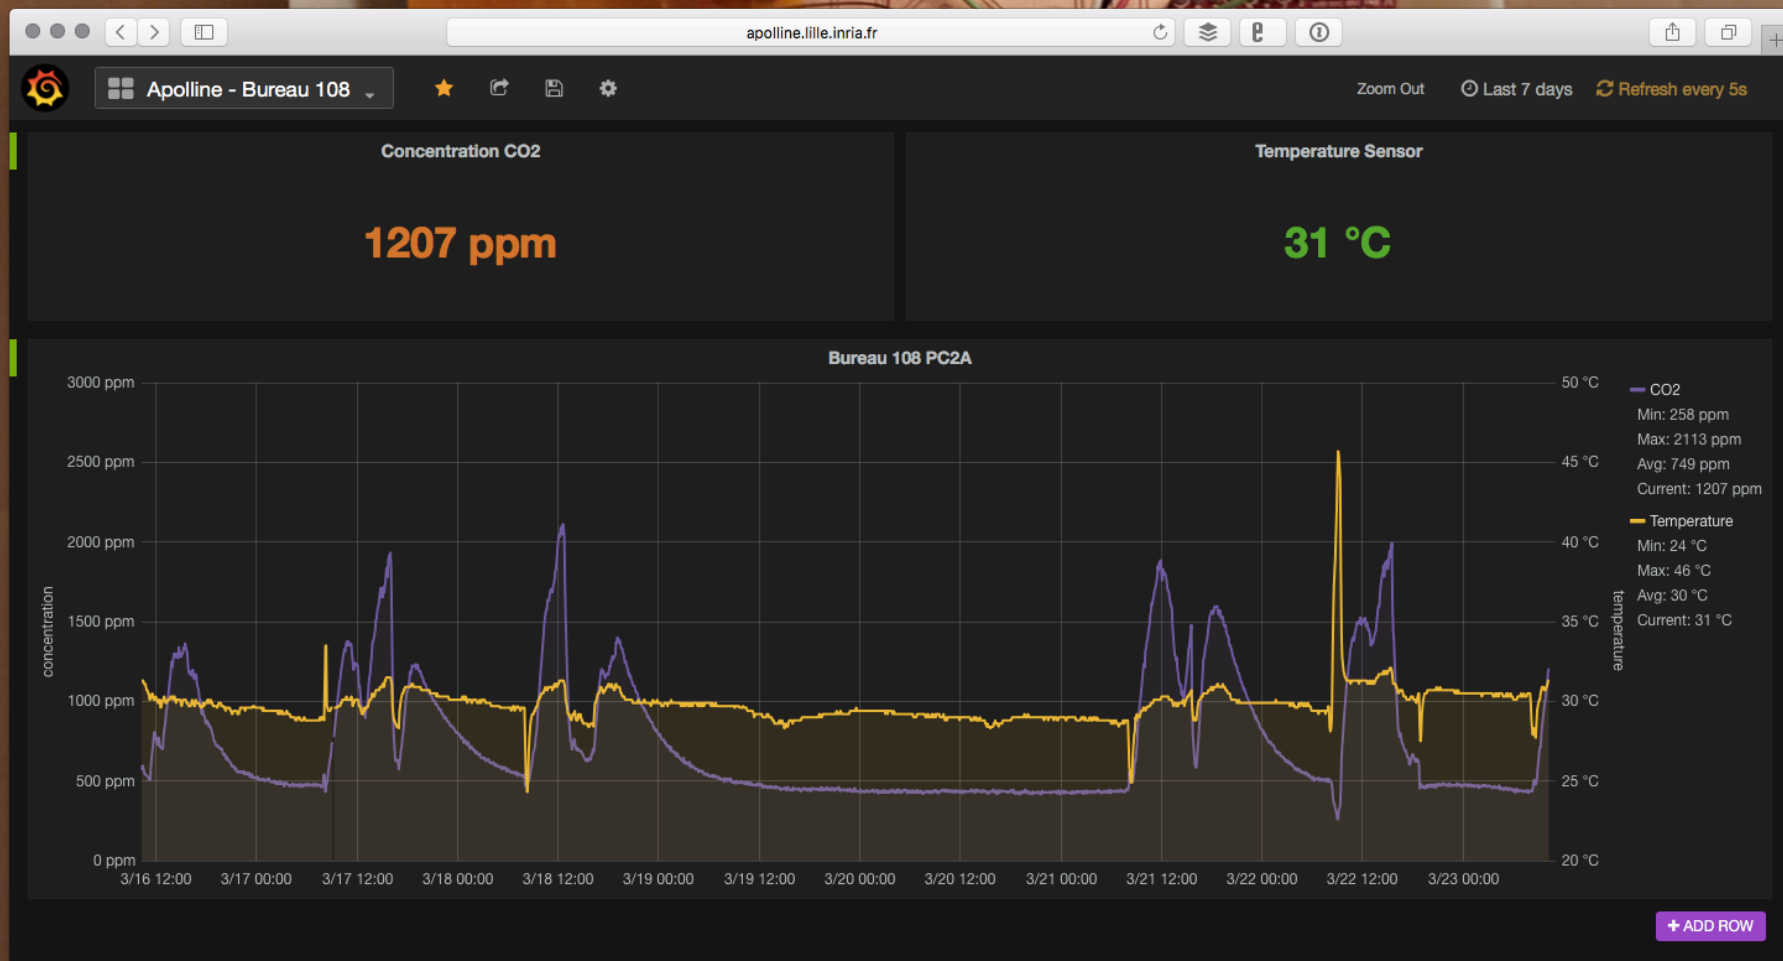 apolline.lille.inria.fr
Apolline - Bureau 108
Zoom Out
Last 7 days
Refresh every 5s
Concentration CO2
Temperature Sensor
1207 ppm
31 °C
Bureau 108 PC2A
3000 ppm
2500 ppm
2000 ppm
1500 ppm
1000 ppm
500 ppm
0 ppm
concentration
50 °C
45 °C
40 °C
35 °C
30 °C
25 °C
20 °C
temperature
CO2
Min: 258 ppm
Max: 2113 ppm
Avg: 749 ppm
Current: 1207 ppm
Temperature
Min: 24 °C
Max: 46 °C
Avg: 30 °C
Current: 31 °C
3/16 12:00 3/17 00:00 3/17 12:00 3/18 00:00 3/18 12:00 3/19 00:00 3/19 12:00 3/20 00:00 3/20 12:00 3/21 00:00 3/21 12:00 3/22 00:00 3/22 12:00 3/23 00:00
+ ADD ROW